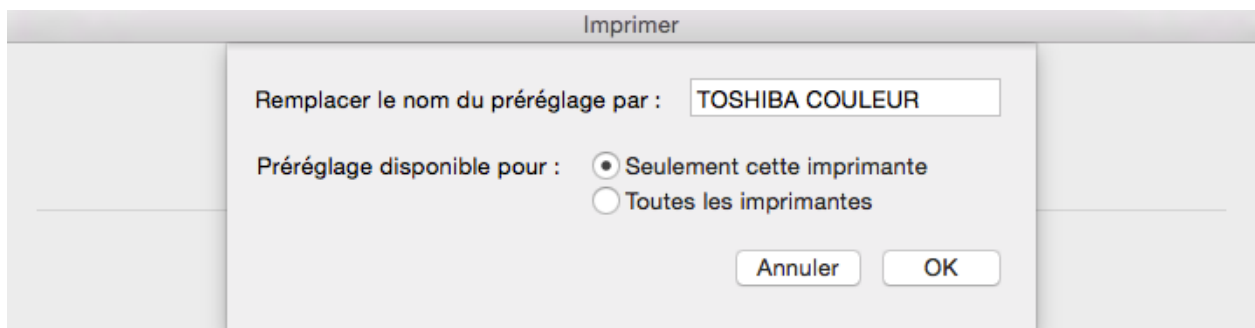 Imprimer
Remplacer le nom du préréglage par : TOSHIBA COULEUR
Préréglage disponible pour : Seulement cette imprimante
Toutes les imprimantes
Annuler OK